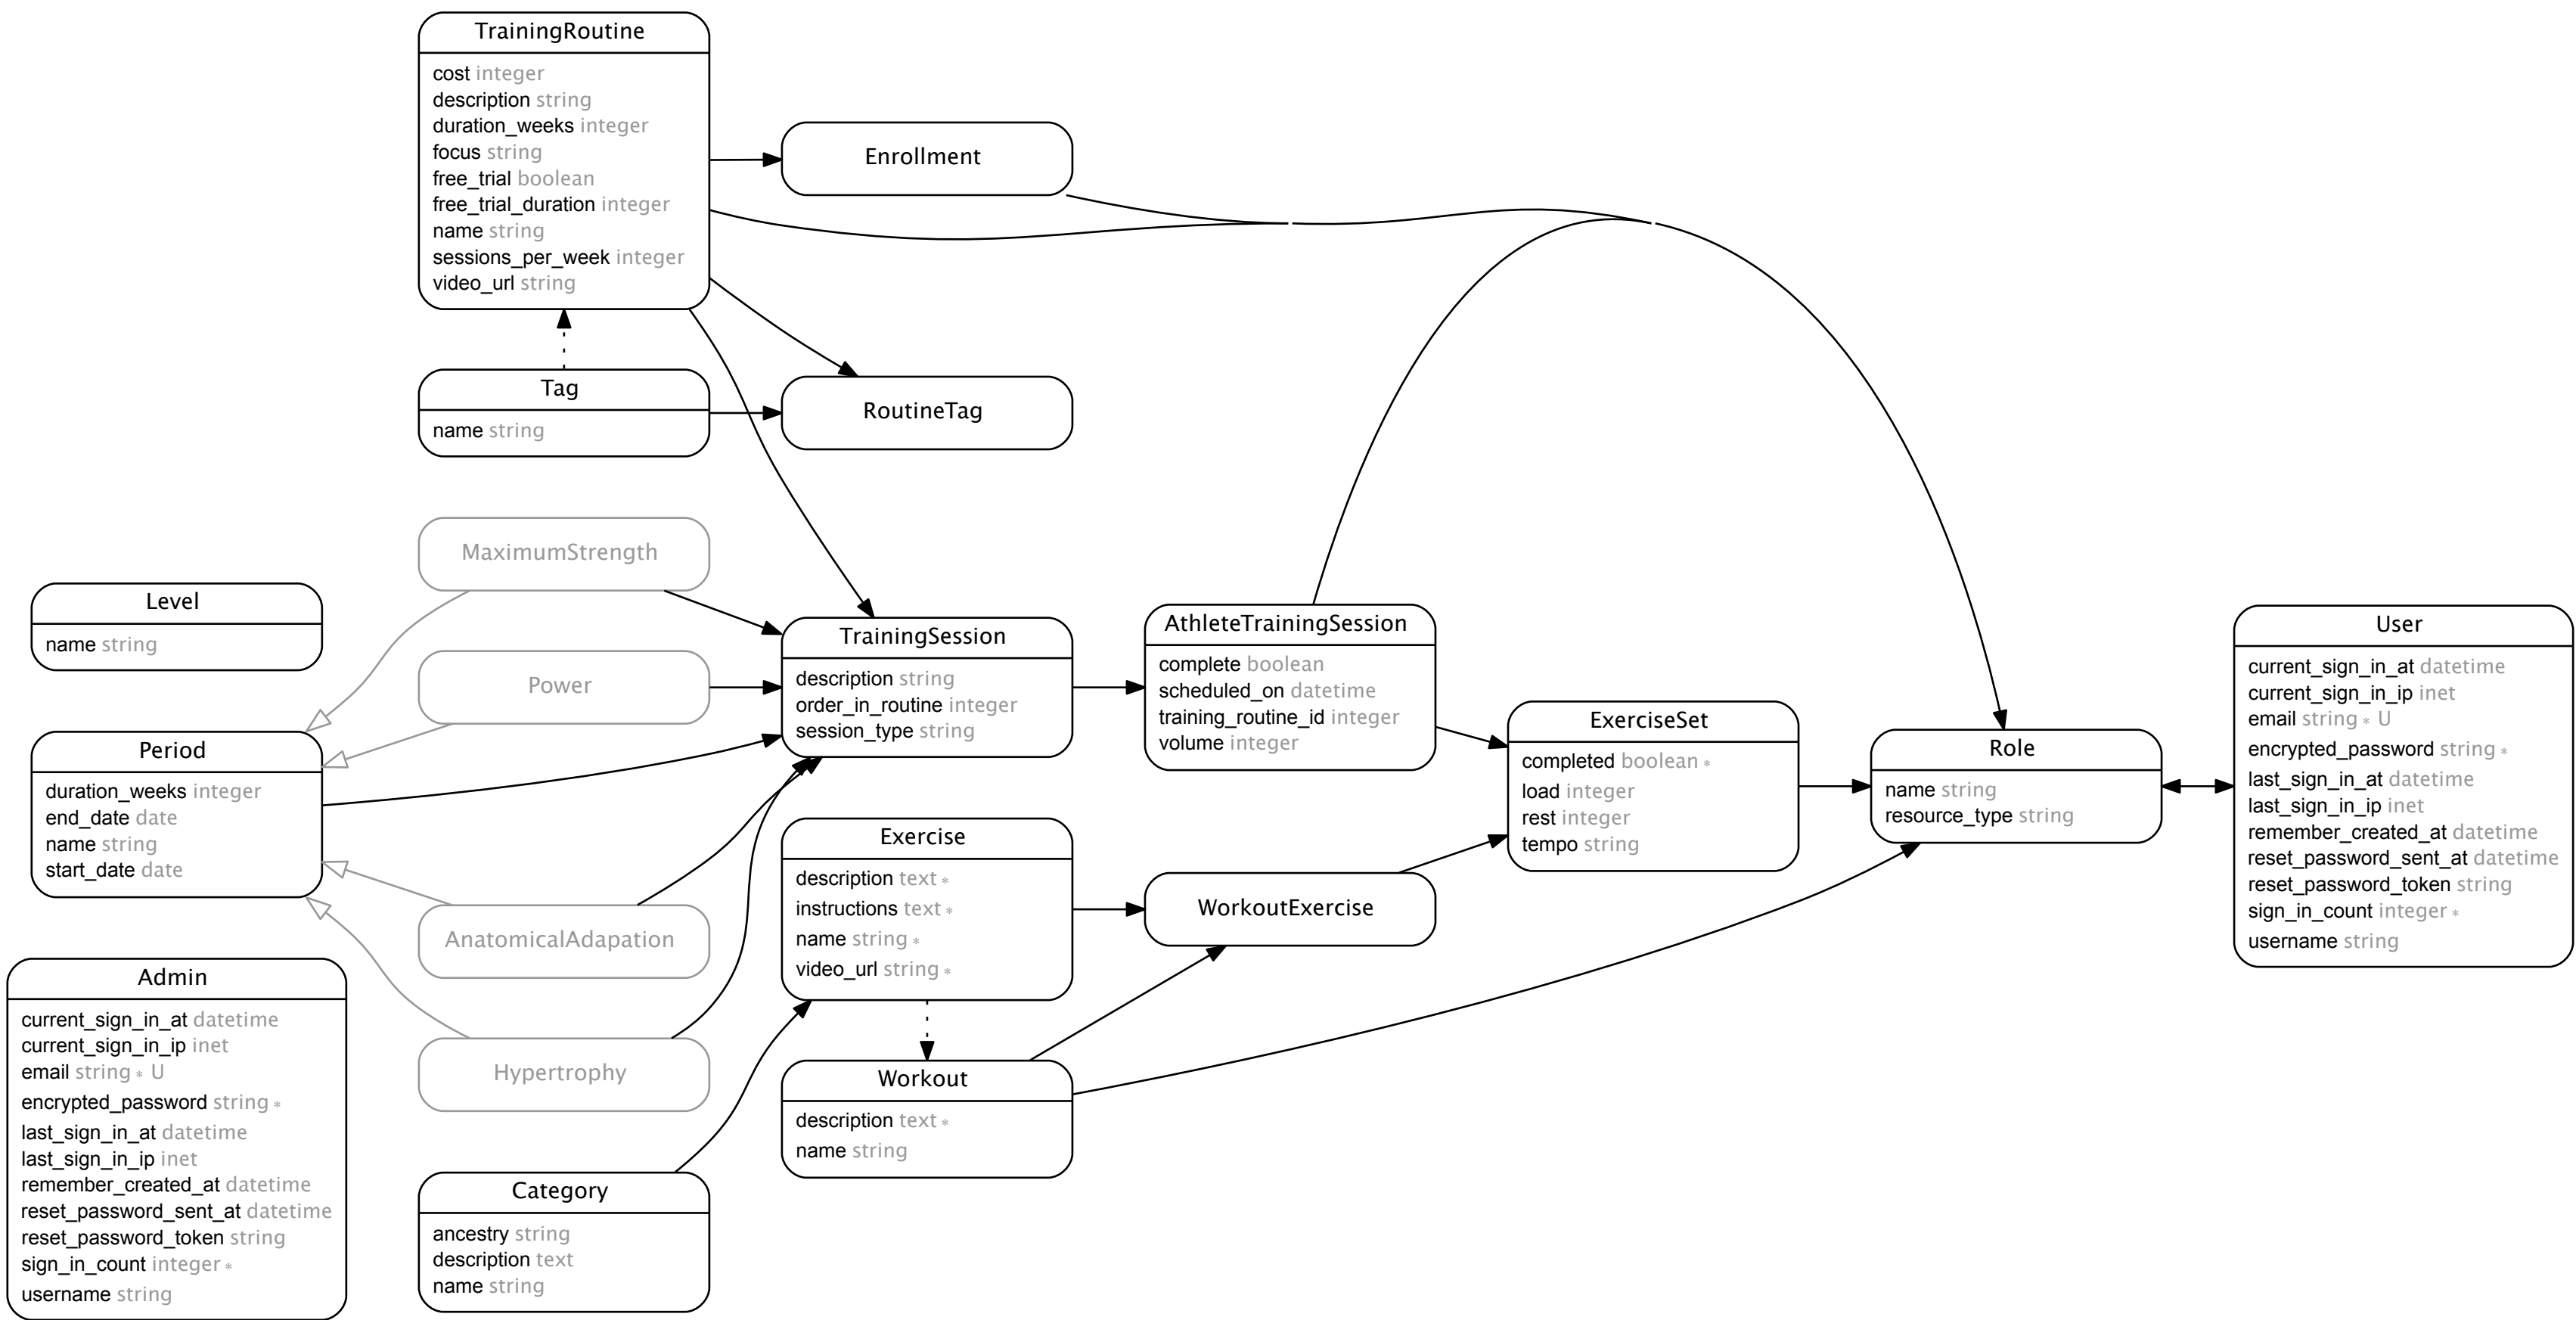 TrainingRoutine
cost integer
description string
duration_weeks integer
focus string
free_trial boolean
free_trial_duration integer
name string
sessions_per_week integer
video_url string
Enrollment
Tag
name string
RoutineTag
MaximumStrength
Level
name string
Power
Period
duration_weeks integer
end_date date
name string
start_date date
TrainingSession
description string
order_in_routine integer
session_type string
AthleteTrainingSession
complete boolean
scheduled_on datetime
training_routine_id integer
volume integer
ExerciseSet
completed boolean *
load integer
rest integer
tempo string
Role
name string
resource_type string
User
current_sign_in_at datetime
current_sign_in_ip inet
email string * U
encrypted_password string *
last_sign_in_at datetime
last_sign_in_ip inet
remember_created_at datetime
reset_password_sent_at datetime
reset_password_token string
sign_in_count integer *
username string
Exercise
description text *
instructions text *
name string *
video_url string *
WorkoutExercise
AnatomicalAdapation
Hypertrophy
Admin
current_sign_in_at datetime
current_sign_in_ip inet
email string * U
encrypted_password string *
last_sign_in_at datetime
last_sign_in_ip inet
remember_created_at datetime
reset_password_sent_at datetime
reset_password_token string
sign_in_count integer *
username string
Workout
description text *
name string
Category
ancestry string
description text
name string